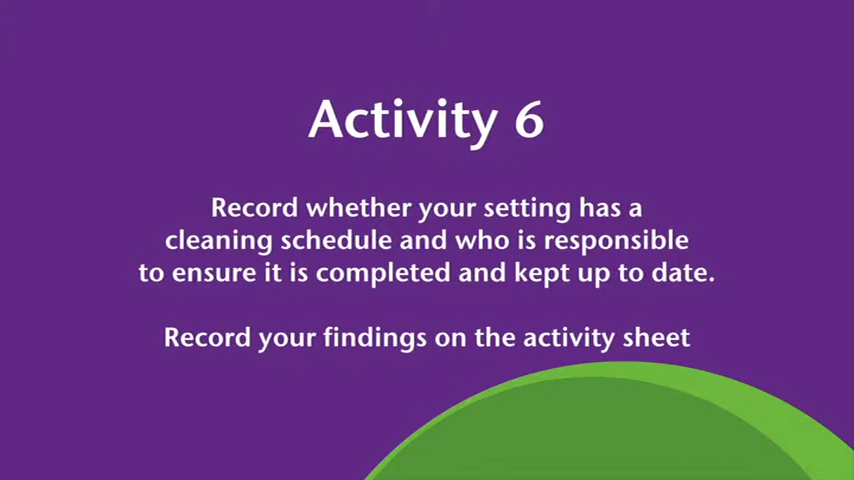 Activity 6
Record whether your setting has a
cleaning schedule and who is responsible
to ensure it is completed and kept up to date.
Record your findings on the activity sheet